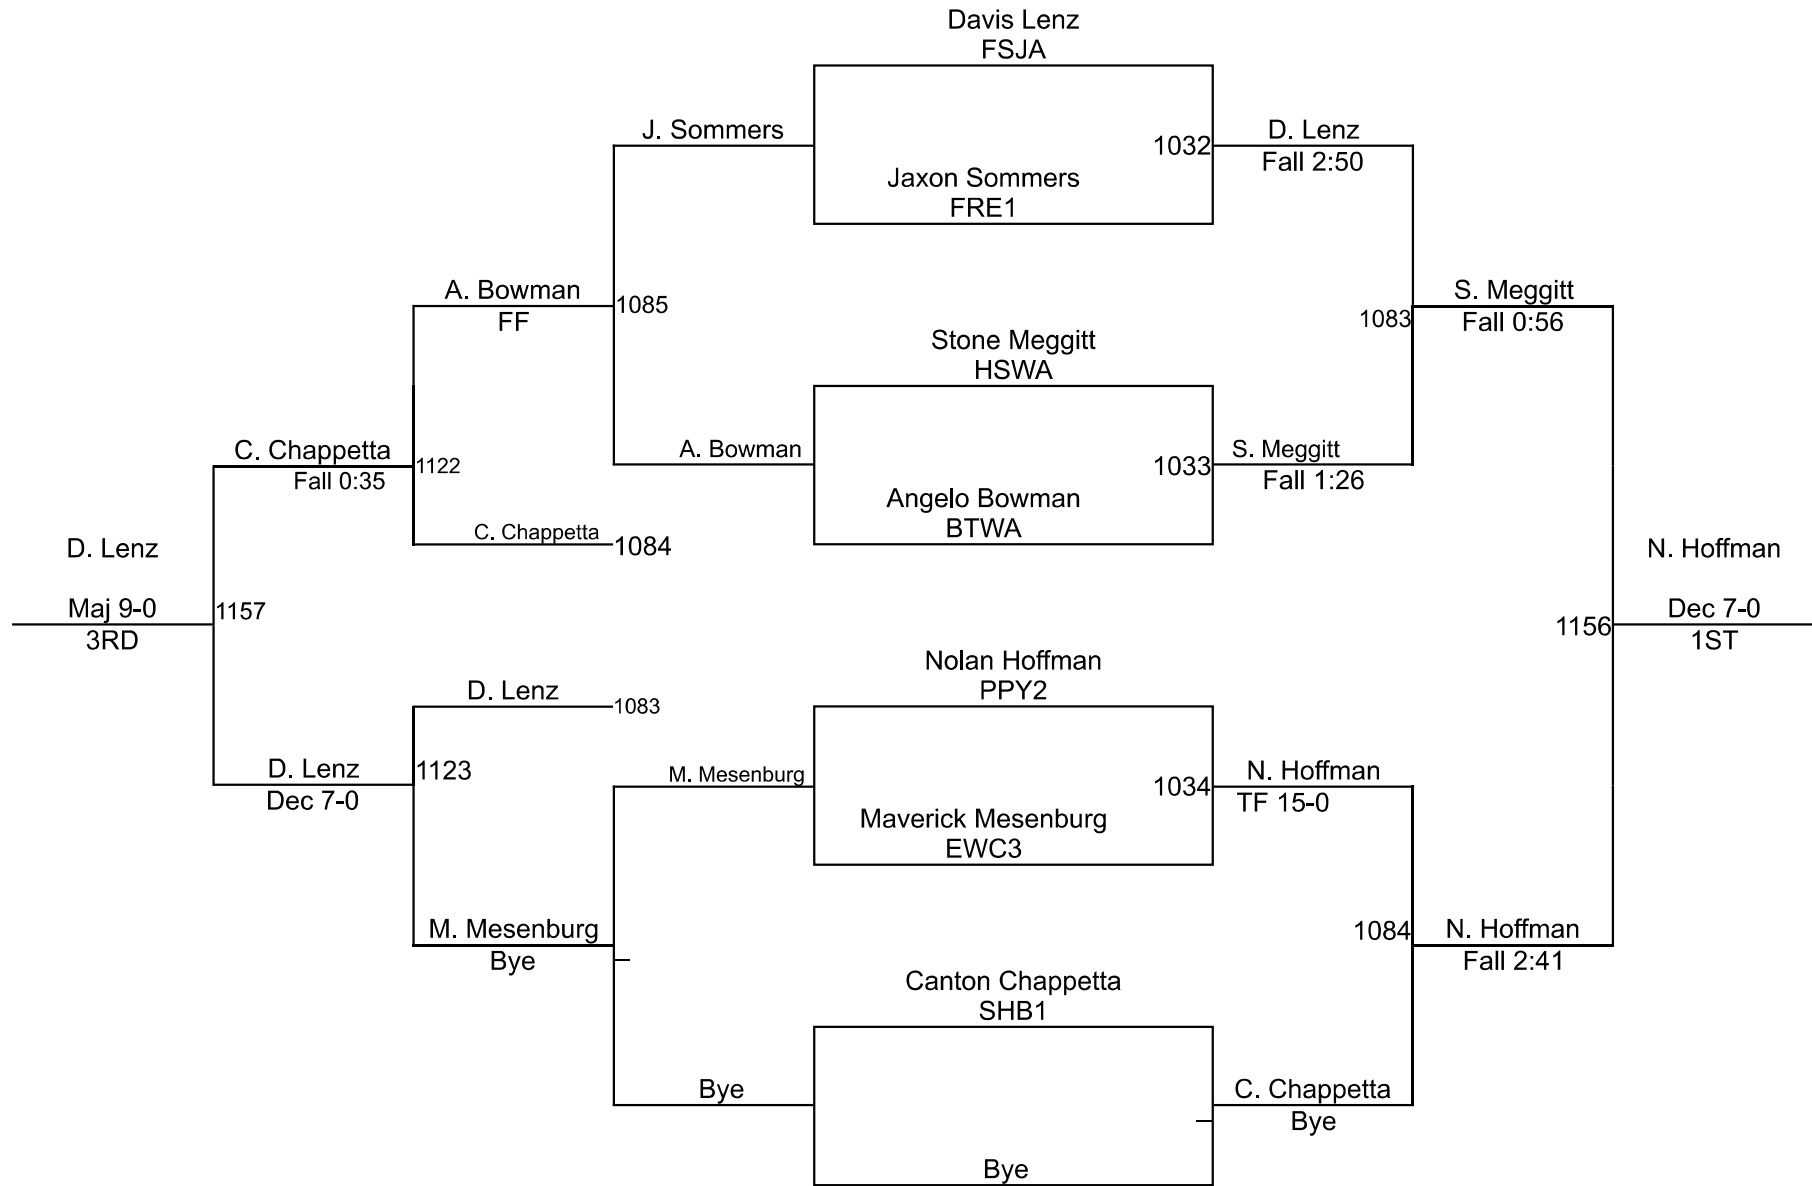 Davis Lenz
FSJA
J. Sommers
1032
D. Lenz
Fall 2:50
Jaxon Sommers
FRE1
A. Bowman
FF
1085
1083
S. Meggitt
Fall 0:56
Stone Meggitt
HSWA
C. Chappetta
Fall 0:35
1122
A. Bowman
1033
S. Meggitt
Fall 1:26
Angelo Bowman
BTWA
C. Chappetta
1084
D. Lenz
Maj 9-0
3RD
1157
N. Hoffman
1156
Dec 7-0
1ST
Nolan Hoffman
PPY2
D. Lenz
1083
D. Lenz
Dec 7-0
1123
M. Mesenburg
1034
N. Hoffman
TF 15-0
Maverick Mesenburg
EWC3
M. Mesenburg
Bye
1084
N. Hoffman
Fall 2:41
Canton Chappetta
SHB1
Bye
C. Chappetta
Bye
Bye